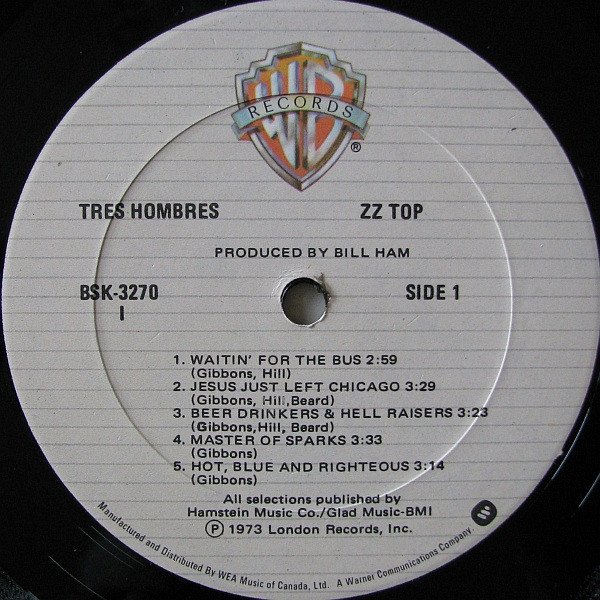 WB
RECORDS
®
TRES HOMBRES
ZZ TOP
PRODUCED BY BILL HAM
BSK-3270
SIDE 1
I
1. WAITIN' FOR THE BUS 2:59
(Gibbons, Hill)
2. JESUS JUST LEFT CHICAGO 3:29
(Gibbons, Hill,Beard)
3. BEER DRINKERS & HELL RAISERS 3:23
(Gibbons,Hill, Beard)
4. MASTER OF SPARKS 3:33
(Gibbons)
5. HOT, BLUE AND RIGHTEOUS 3:14
(Gibbons)
All selections published by
Hamstein Music Co./Glad Music-BMI
Ⓟ 1973 London Records, Inc.
Manufactured and Distributed By WEA Music of Canada, Ltd. A Warner Communications Company.